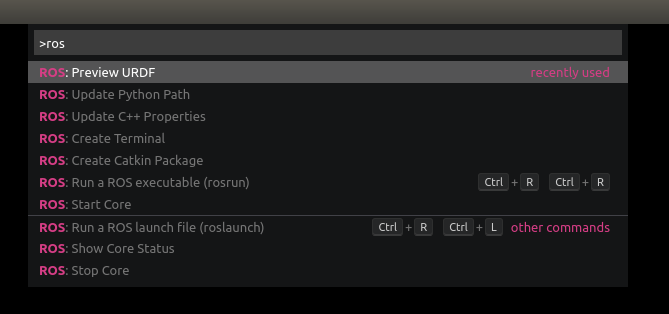 >ros
ROS: Preview URDF recently used
ROS: Update Python Path
ROS: Update C++ Properties
ROS: Create Terminal
ROS: Create Catkin Package
ROS: Run a ROS executable (rosrun) Ctrl + R Ctrl + R
ROS: Start Core
ROS: Run a ROS launch file (roslaunch) Ctrl + R Ctrl + L other commands
ROS: Show Core Status
ROS: Stop Core